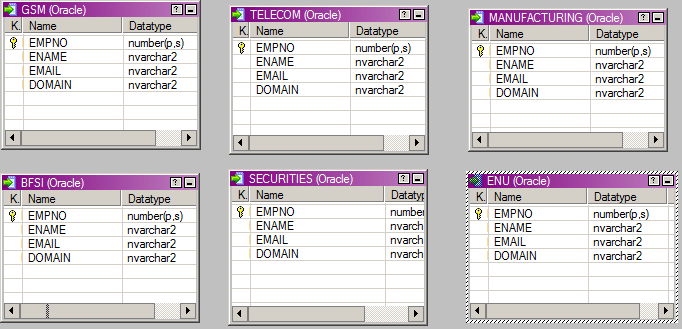 GSM (Oracle) ?
K. Name Datatype
EMPNO number(p,s)
ENAME nvarchar2
EMAIL nvarchar2
DOMAIN nvarchar2
TELECOM (Oracle) ?
K. Name Datatype
EMPNO number(p,s)
ENAME nvarchar2
EMAIL nvarchar2
DOMAIN nvarchar2
MANUFACTURING (Oracle) ?
K. Name Datatype
EMPNO number(p,s)
ENAME nvarchar2
EMAIL nvarchar2
DOMAIN nvarchar2
BFSI (Oracle) ?
K. Name Datatype
EMPNO number(p,s)
ENAME nvarchar2
EMAIL nvarchar2
DOMAIN nvarchar2
SECURITIES (Oracle) ?
K. Name Datatyp
EMPNO number
ENAME nvarch
EMAIL nvarch
DOMAIN nvarch
ENU (Oracle) ?
K. Name Datatype
EMPNO number(p,s)
ENAME nvarchar2
EMAIL nvarchar2
DOMAIN nvarchar2